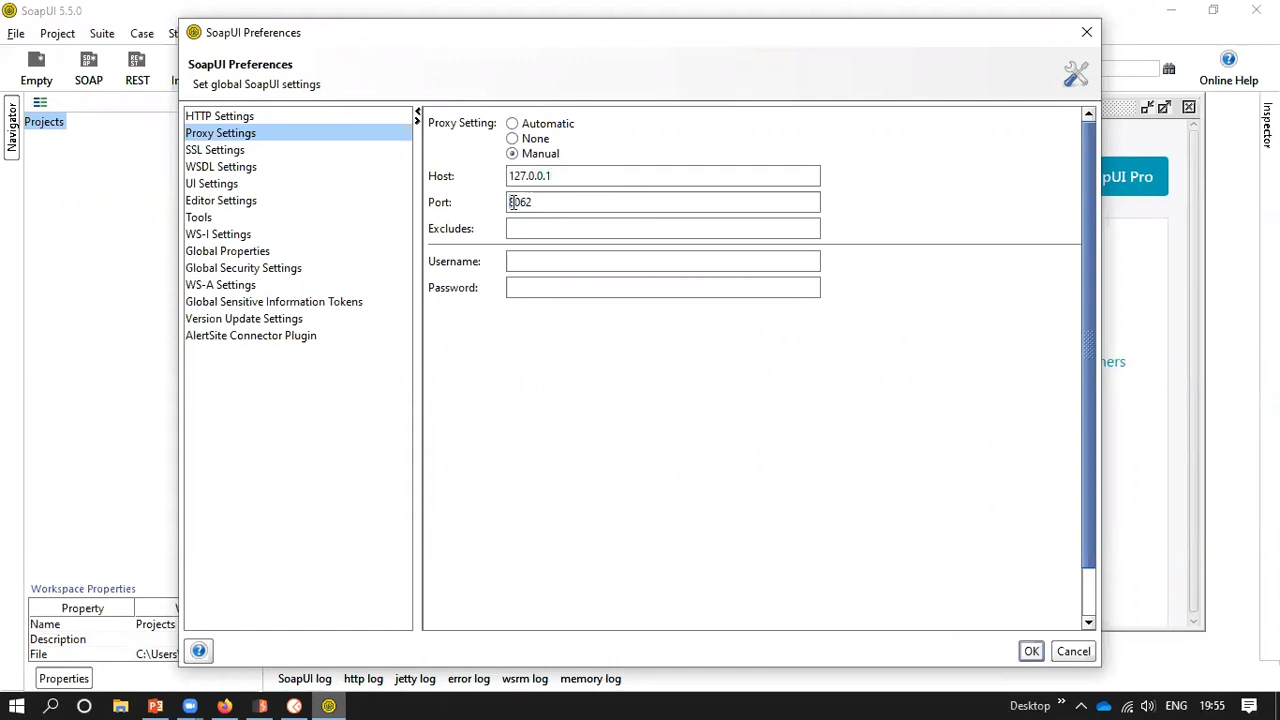 SoapUI 5.5.0
File Project Suite Case
Empty SOAP REST
Online Help
Navigator
Projects
SoapUI Preferences
SoapUI Preferences
Set global SoapUI settings
HTTP Settings
Proxy Settings
SSL Settings
WSDL Settings
UI Settings
Editor Settings
Tools
WS-I Settings
Global Properties
Global Security Settings
WS-A Settings
Global Sensitive Information Tokens
Version Update Settings
AlertSite Connector Plugin
Proxy Setting: Automatic
None
Manual
Host: 127.0.0.1
Port: 8062
Excludes:
Username:
Password:
OK Cancel
pUI Pro
ners
Inspector
Workspace Properties
Property V
Name Projects
Description
File C:\Users\
Properties
SoapUI log http log jetty log error log wsrm log memory log
Desktop ENG 19:55